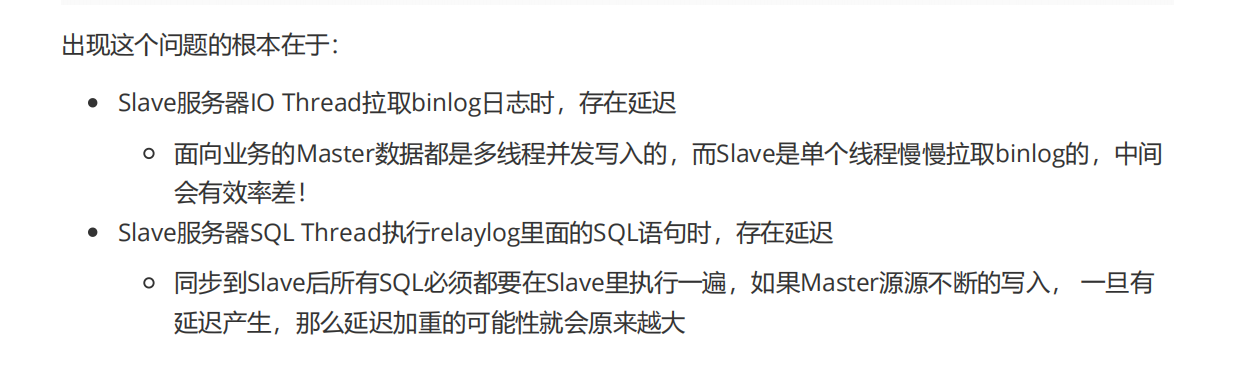 出现这个问题的根本在于：
Slave服务器IO Thread拉取binlog日志时，存在延迟
面向业务的Master数据都是多线程并发写入的，而Slave是单个线程慢慢拉取binlog的，中间
会有效率差！
Slave服务器SQL Thread执行relaylog里面的SQL语句时，存在延迟
同步到Slave后所有SQL必须都要在Slave里执行一遍，如果Master源源不断的写入， 一旦有
延迟产生，那么延迟加重的可能性就会原来越大